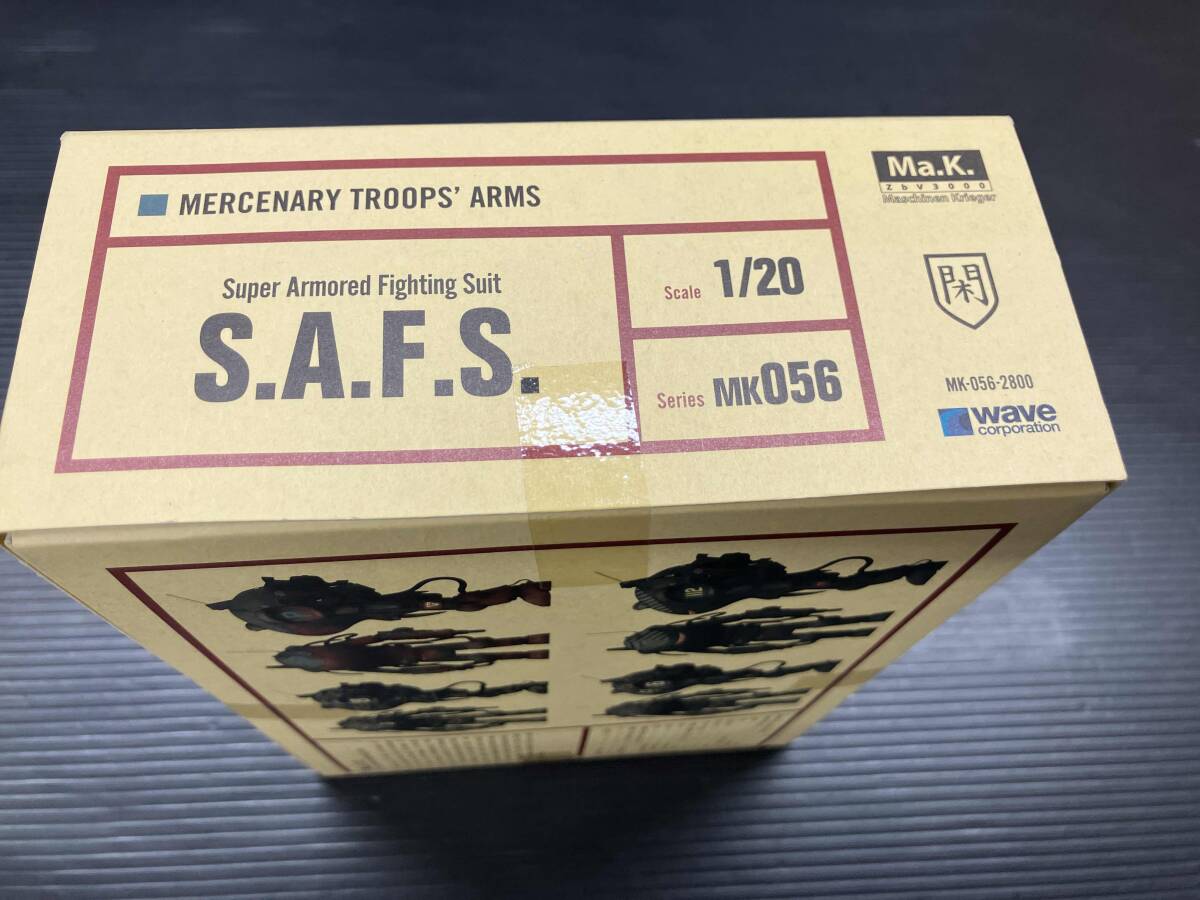 MERCENARY TROOPS' ARMS
Super Armored Fighting Suit
S.A.F.S.
Scale 1/20
Series MK056
Ma.K.
ZbV3000
Maschinen Krieger
閑
MK-056-2800
wave
corporation